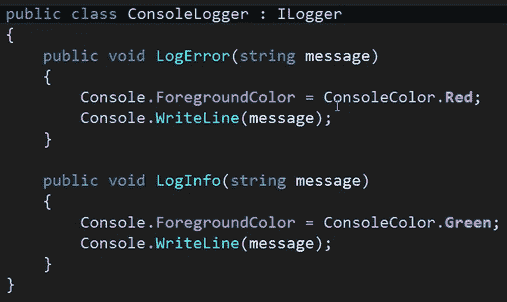 public class ConsoleLogger : ILogger
{
    public void LogError(string message)
    {
        Console.ForegroundColor = ConsoleColor.Red;
        Console.WriteLine(message);
    }

    public void LogInfo(string message)
    {
        Console.ForegroundColor = ConsoleColor.Green;
        Console.WriteLine(message);
    }
}